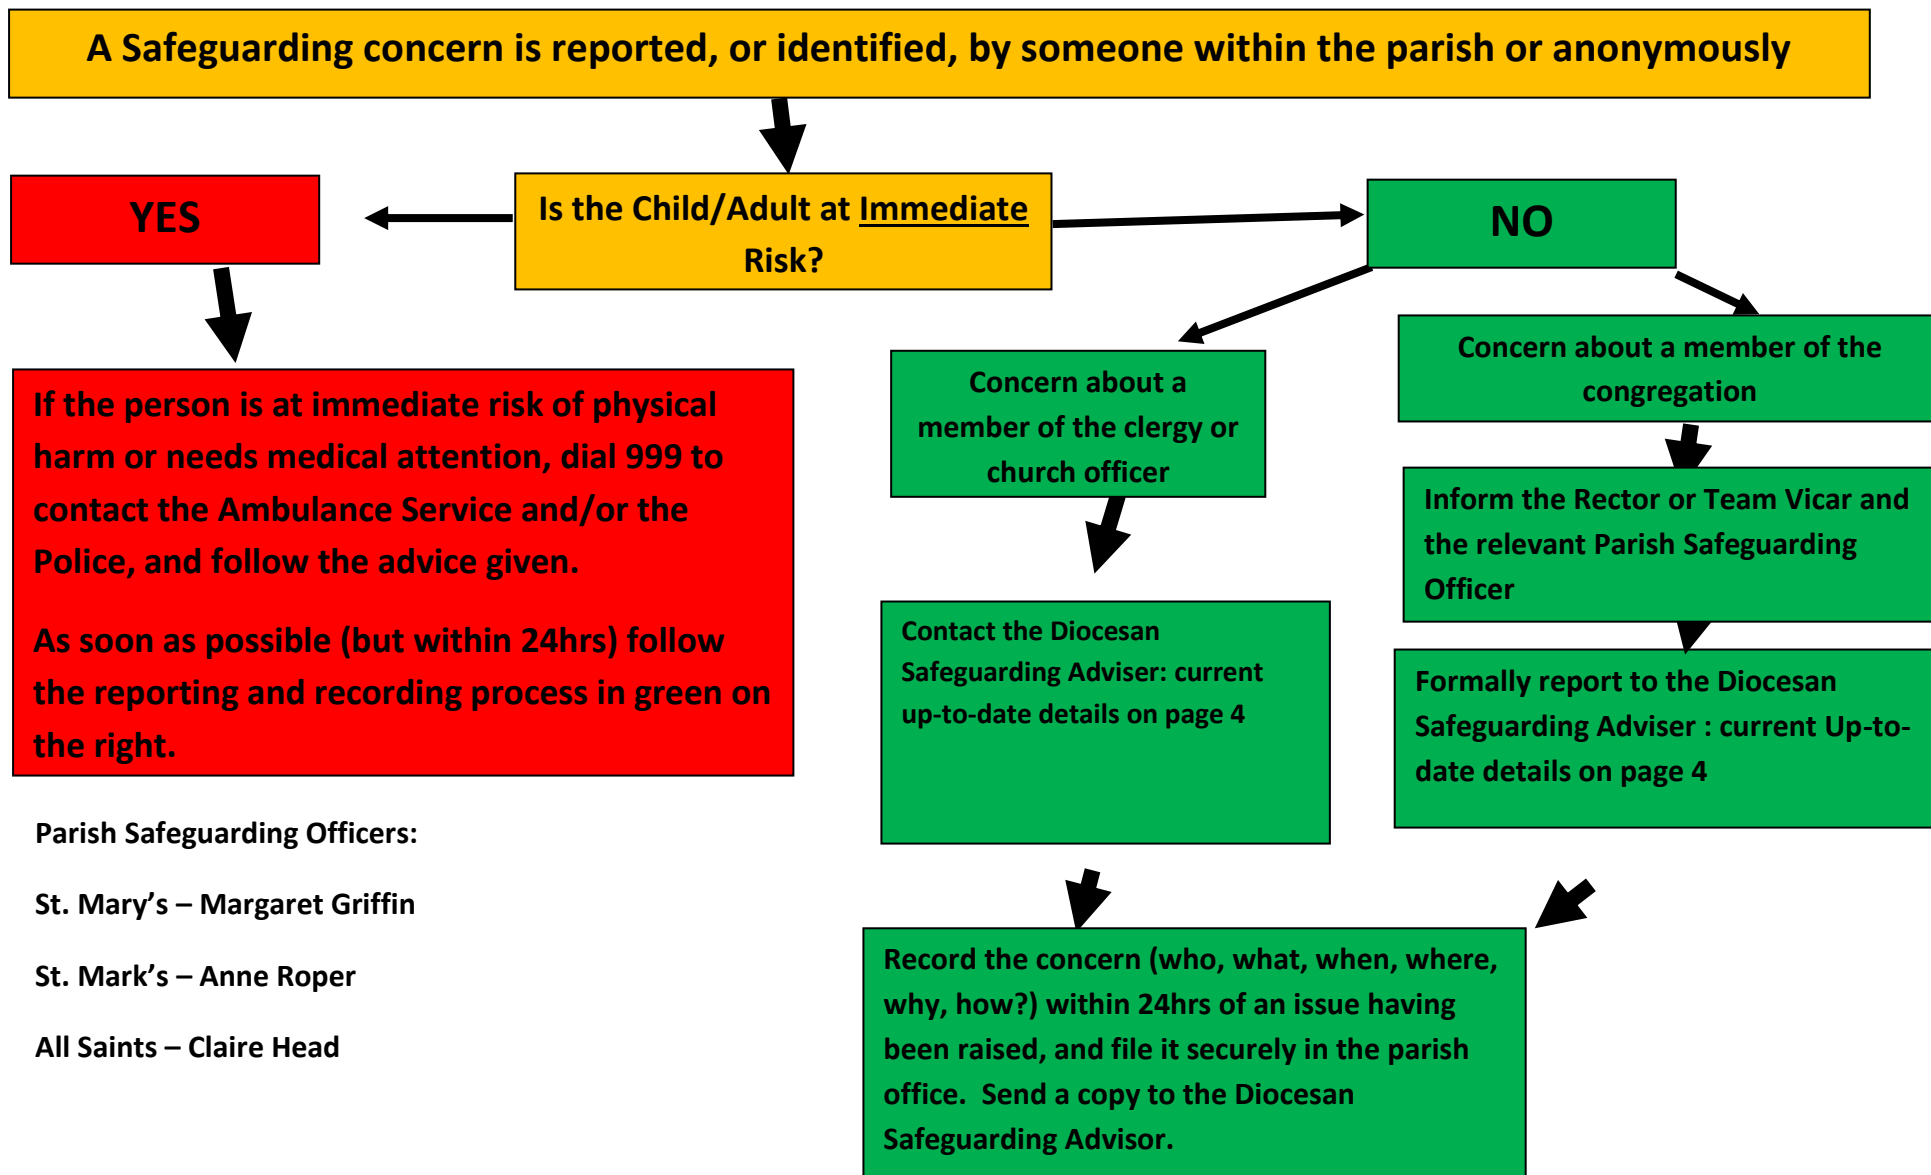 A Safeguarding concern is reported, or identified, by someone within the parish or anonymously
YES
Is the Child/Adult at Immediate
Risk?
NO
If the person is at immediate risk of physical
harm or needs medical attention, dial 999 to
contact the Ambulance Service and/or the
Police, and follow the advice given.
As soon as possible (but within 24hrs) follow
the reporting and recording process in green on
the right.
Concern about a
member of the clergy or
church officer
Concern about a member of the
congregation
Inform the Rector or Team Vicar and
the relevant Parish Safeguarding
Officer
Contact the Diocesan
Safeguarding Adviser: current
up-to-date details on page 4
Formally report to the Diocesan
Safeguarding Adviser : current Up-to-
date details on page 4
Parish Safeguarding Officers:
St. Mary’s – Margaret Griffin
St. Mark’s – Anne Roper
All Saints – Claire Head
Record the concern (who, what, when, where,
why, how?) within 24hrs of an issue having
been raised, and file it securely in the parish
office.  Send a copy to the Diocesan
Safeguarding Advisor.